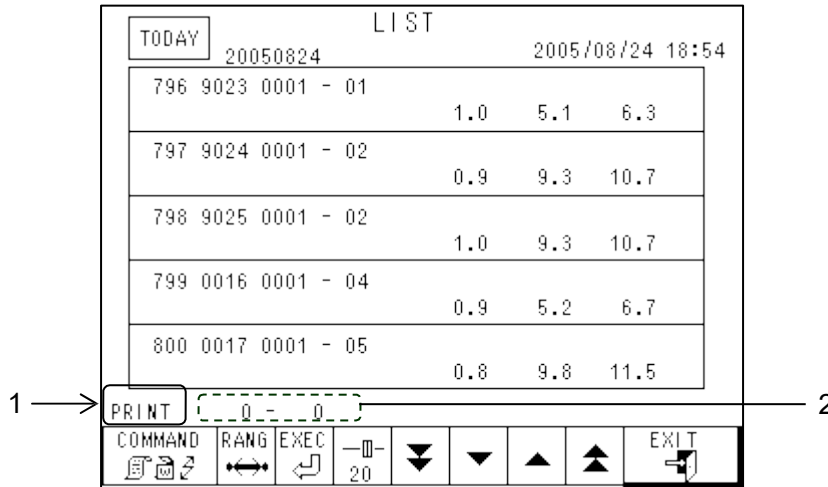 LIST
TODAY
20050824 2005/08/24 18:54
796 9023 0001 - 01
1.0 5.1 6.3
797 9024 0001 - 02
0.9 9.3 10.7
798 9025 0001 - 02
1.0 9.3 10.7
799 0016 0001 - 04
0.9 5.2 6.7
800 0017 0001 - 05
0.8 9.8 11.5
1
PRINT 0 - 0
2
COMMAND RANG EXEC EXIT
20